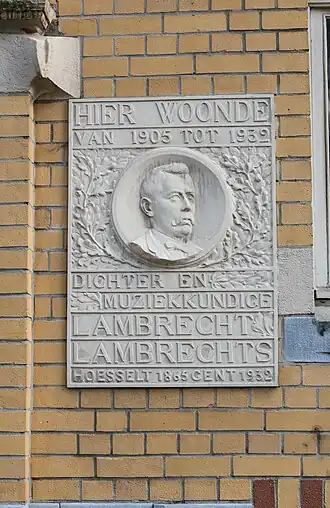 HIER WOONDE
VAN 1905 TOT 1932
DICHTER EN
MUZIEKKUNDIGE
LAMBRECHT
LAMBRECHTS
HOESSELT 1865 GENT 1932